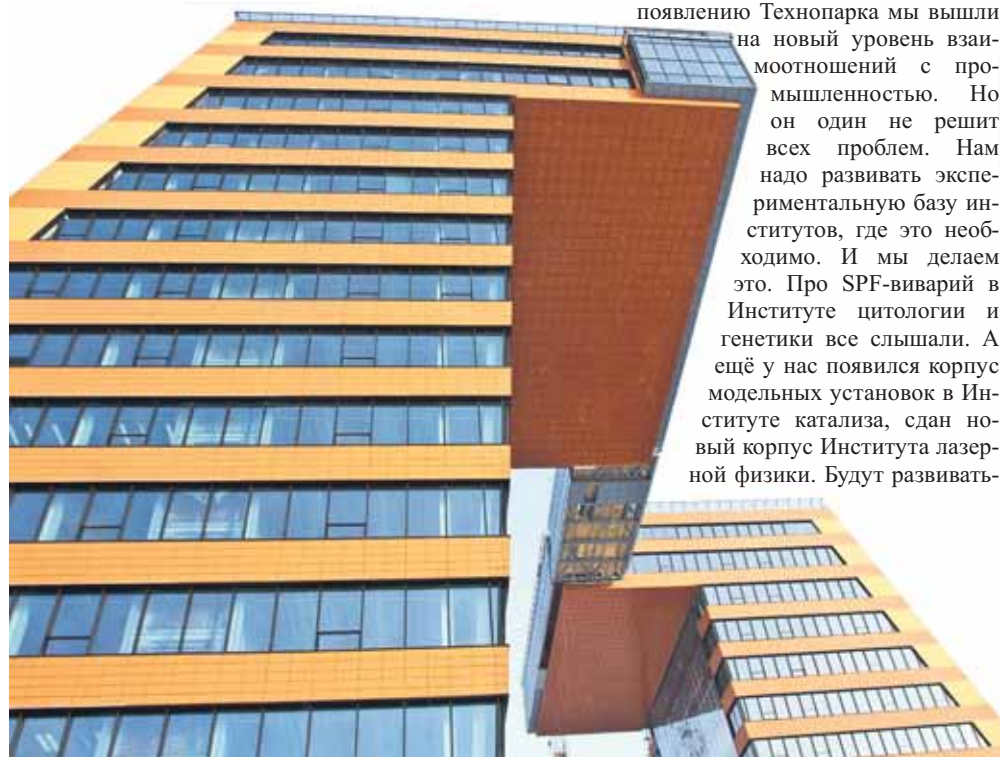 появлению Технопарка мы вышли
на новый уровень взаи-
моотношений с про-
мышленностью. Но
он один не решит
всех проблем. Нам
надо развивать экспе-
риментальную базу ин-
ститутов, где это необ-
ходимо. И мы делаем
это. Про SPF-виварий в
Институте цитологии и
генетики все слышали. А
ещё у нас появился корпус
модельных установок в Ин-
ституте катализа, сдан но-
вый корпус Института лазер-
ной физики. Будут развивать-